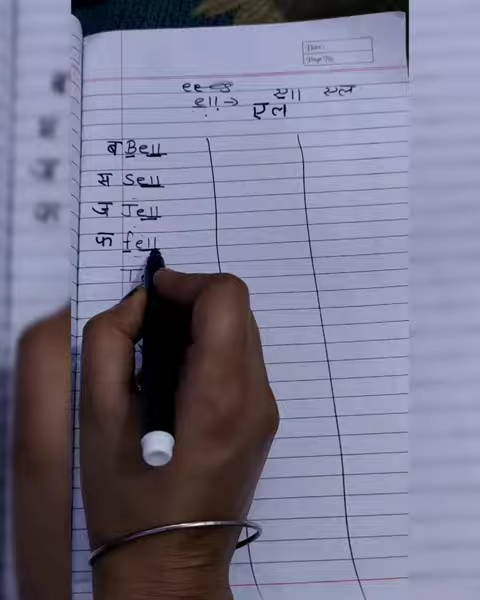 Date:
Page No.
ell → एल
ब Bell
स Sell
ज Jell
फ fell